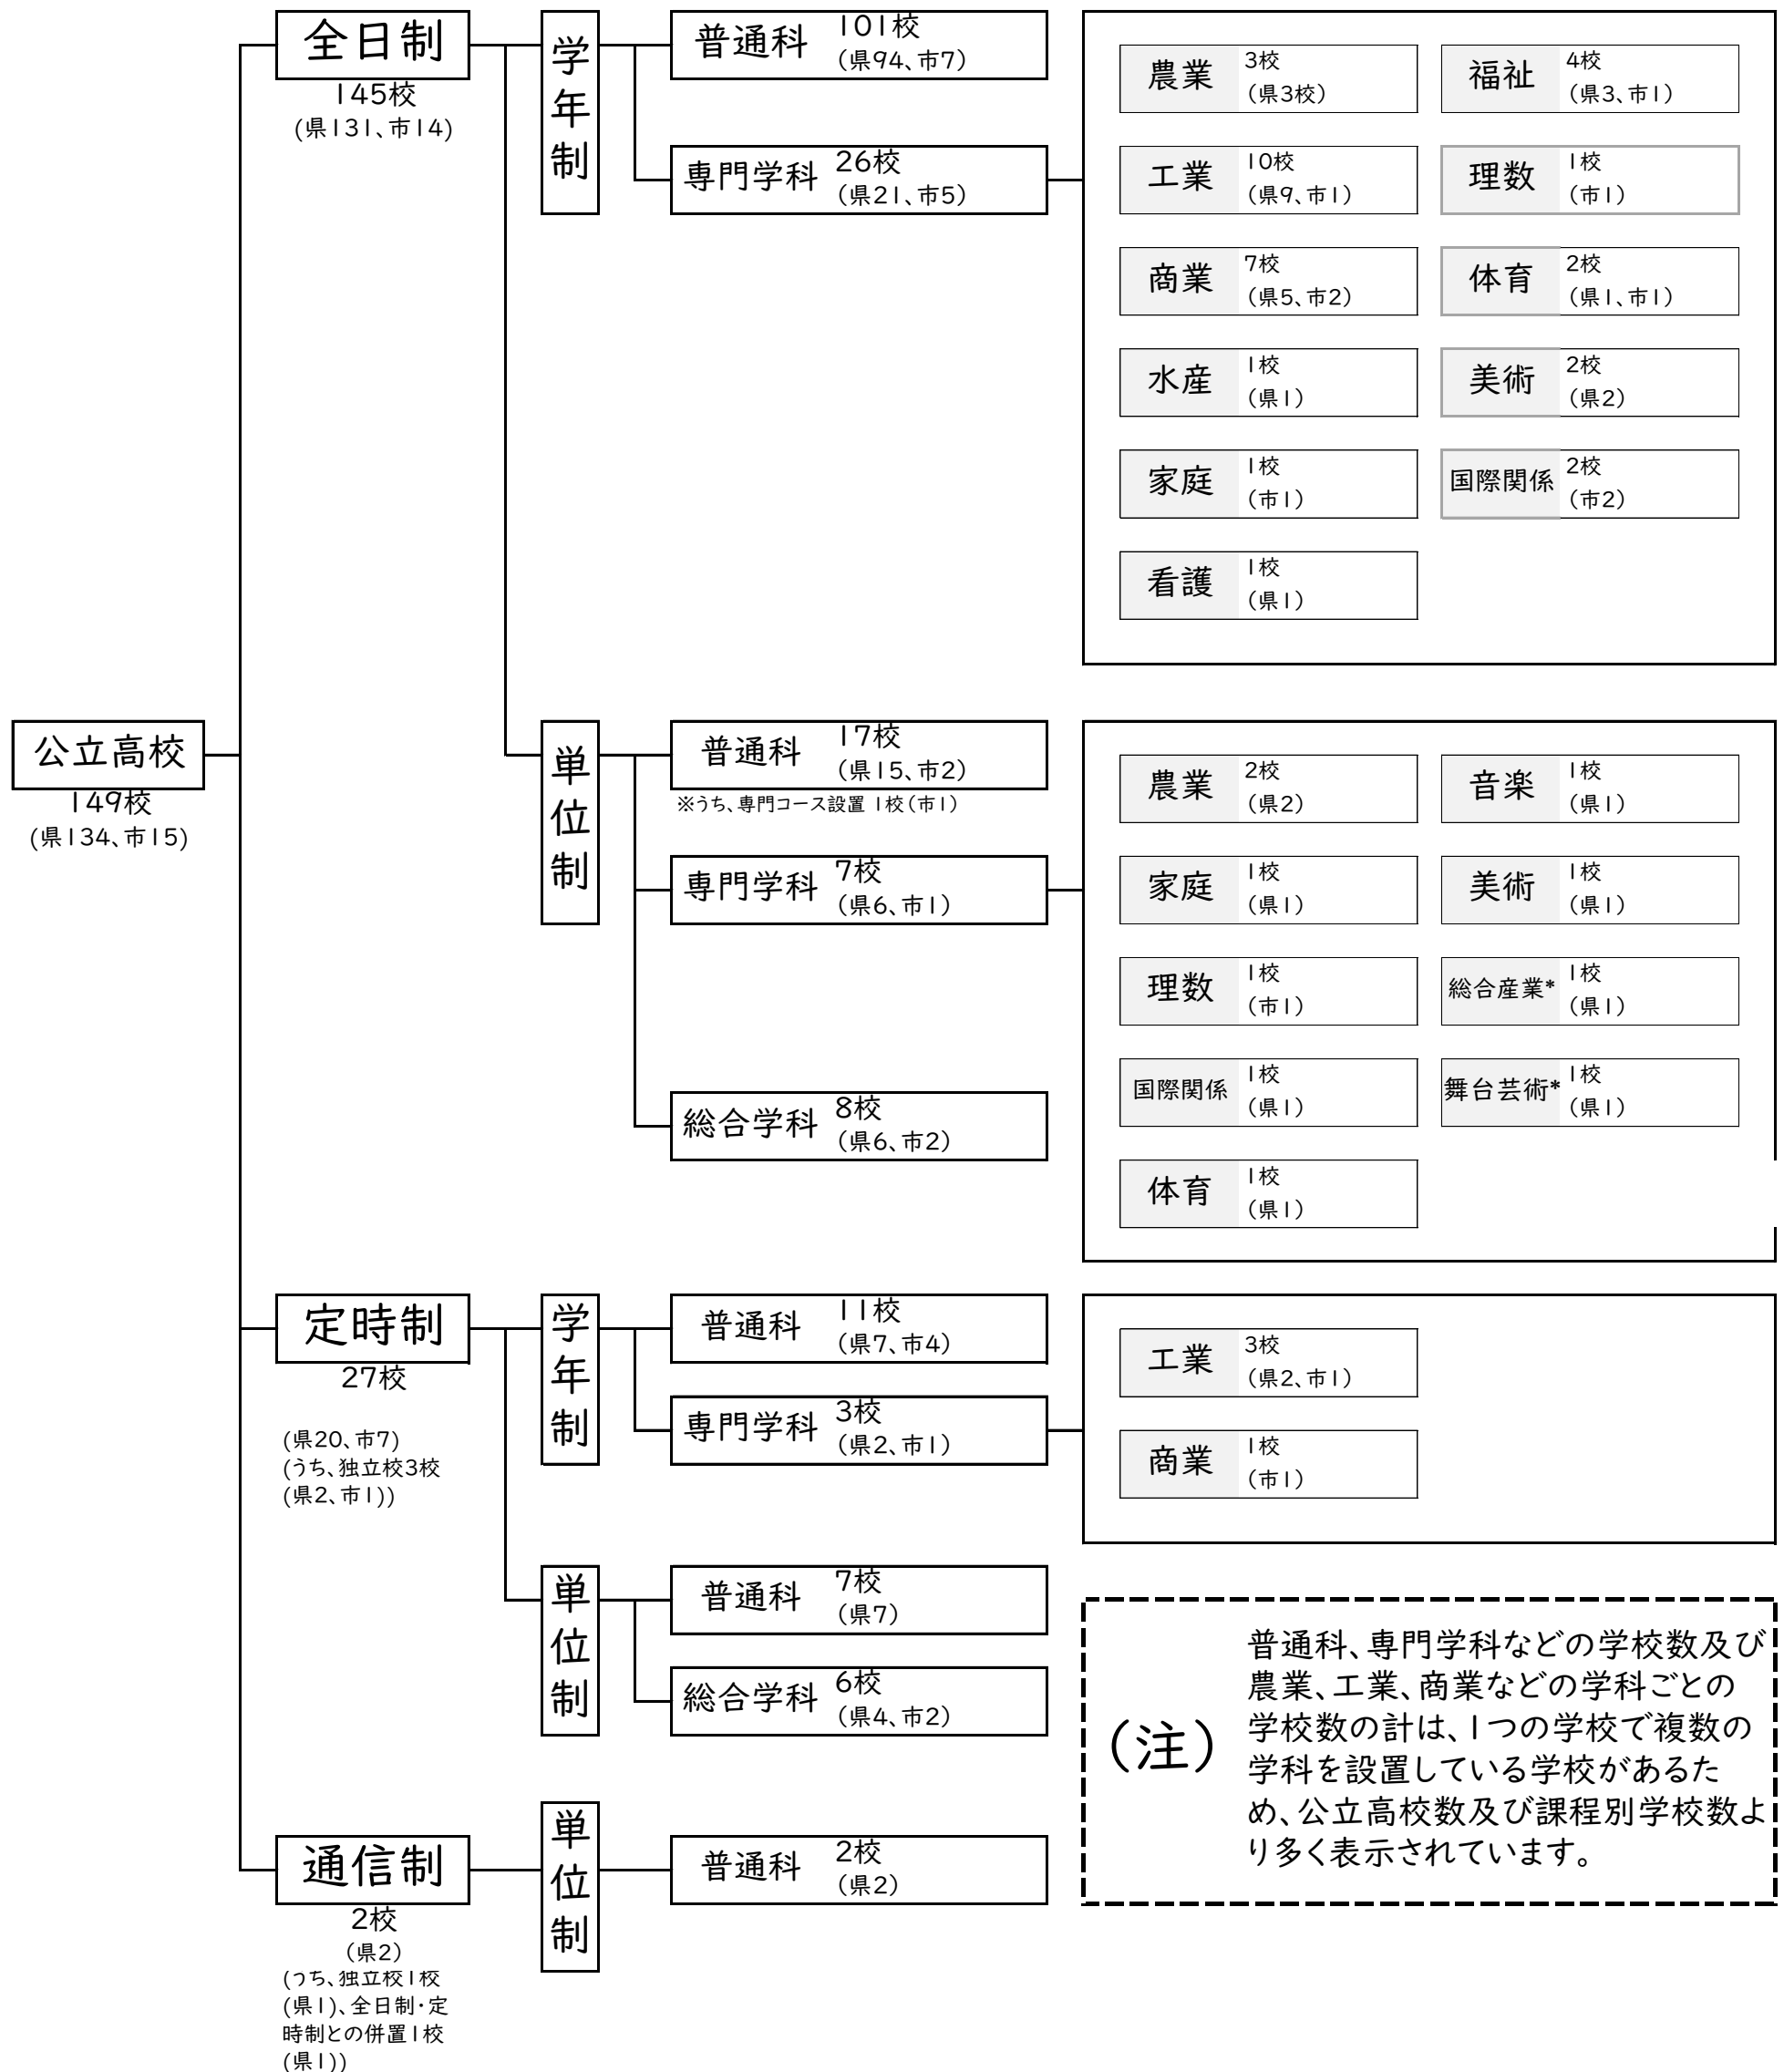 公立高校
149校
(県134、市15)
全日制
145校
(県131、市14)
学年制
普通科 101校
(県94、市7)
専門学科 26校
(県21、市5)
農業 3校
(県3校)
工業 10校
(県9、市1)
商業 7校
(県5、市2)
水産 1校
(県1)
家庭 1校
(市1)
看護 1校
(県1)
福祉 4校
(県3、市1)
理数 1校
(市1)
体育 2校
(県1、市1)
美術 2校
(県2)
国際関係 2校
(市2)
単位制
普通科 17校
(県15、市2)
※うち、専門コース設置 1校(市1)
専門学科 7校
(県6、市1)
総合学科 8校
(県6、市2)
農業 2校
(県2)
家庭 1校
(県1)
理数 1校
(市1)
国際関係 1校
(県1)
体育 1校
(県1)
音楽 1校
(県1)
美術 1校
(県1)
総合産業* 1校
(県1)
舞台芸術* 1校
(県1)
定時制
27校
(県20、市7)
(うち、独立校3校
(県2、市1))
学年制
普通科 11校
(県7、市4)
専門学科 3校
(県2、市1)
工業 3校
(県2、市1)
商業 1校
(市1)
単位制
普通科 7校
(県7)
総合学科 6校
(県4、市2)
通信制
2校
(県2)
(うち、独立校1校
(県1)、全日制・定
時制との併置1校
(県1))
単位制
普通科 2校
(県2)
(注)
普通科、専門学科などの学校数及び
農業、工業、商業などの学科ごとの
学校数の計は、1つの学校で複数の
学科を設置している学校があるた
め、公立高校数及び課程別学校数よ
り多く表示されています。